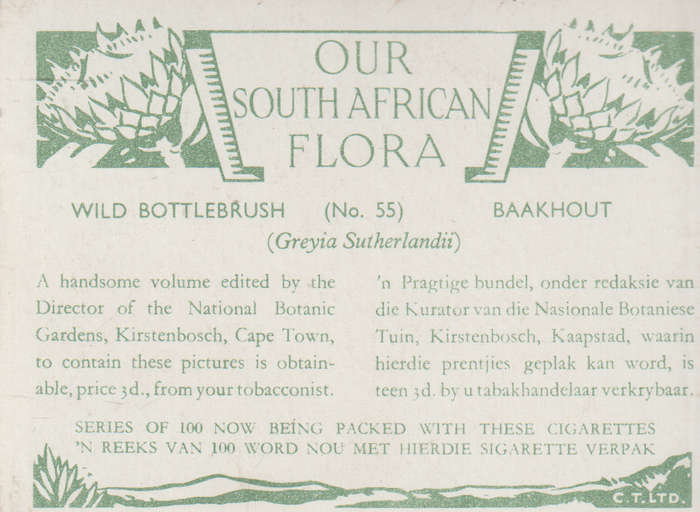 OUR
SOUTH AFRICAN
FLORA
WILD BOTTLEBRUSH (No. 55) BAAKHOUT
(Greyia Sutherlandii)
A handsome volume edited by the
Director of the National Botanic
Gardens, Kirstenbosch, Cape Town,
to contain these pictures is obtain-
able, price 3d., from your tobacconist.
'n Pragtige bundel, onder redaksie van
die Kurator van die Nasionale Botaniese
Tuin, Kirstenbosch, Kaapstad, waarin
hierdie prentjies geplak kan word, is
teen 3d. by u tabakhandelaar verkrybaar.
SERIES OF 100 NOW BEING PACKED WITH THESE CIGARETTES
'N REEKS VAN 100 WORD NOU MET HIERDIE SIGARETTE VERPAK
C.T. LTD.